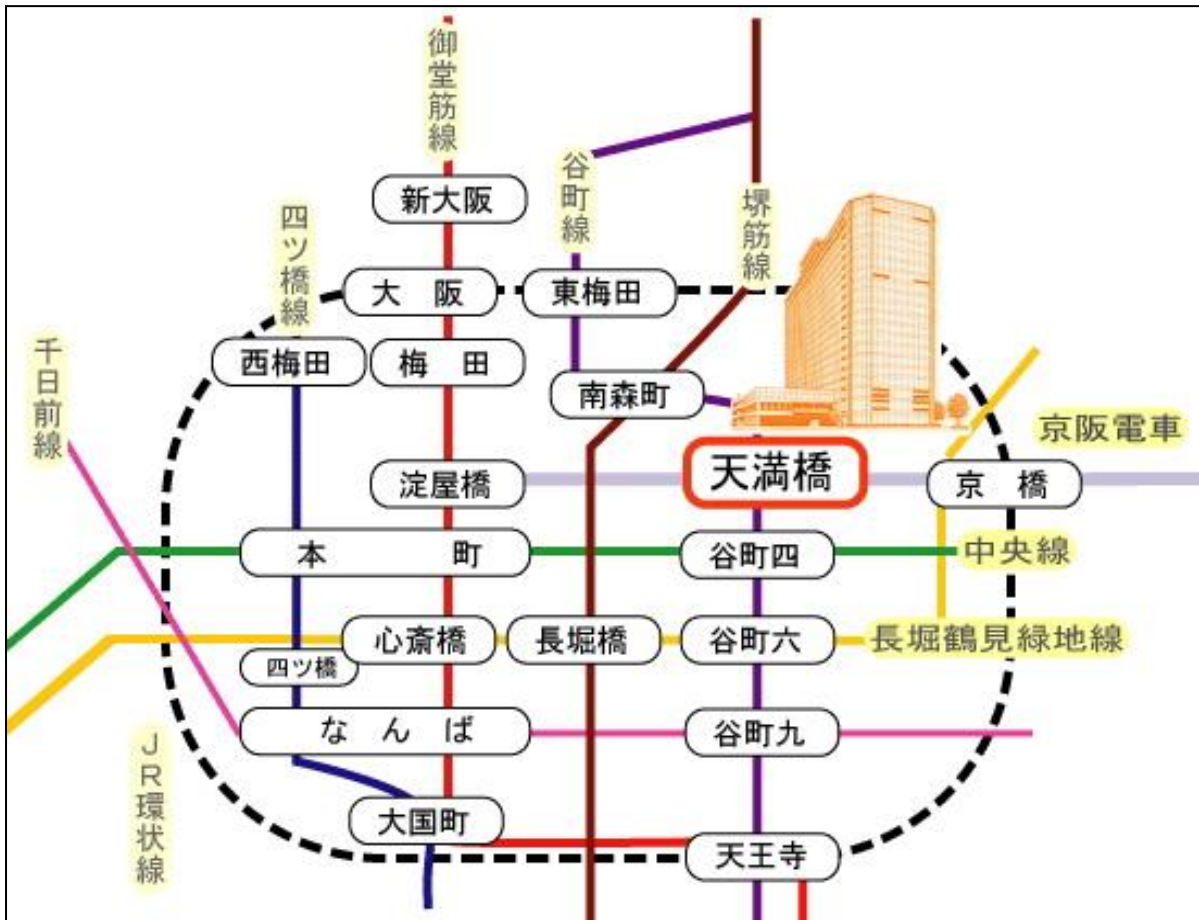 御堂筋線
谷町線
堺筋線
四ツ橋線
新大阪
大阪
東梅田
千日前線
西梅田
梅田
南森町
京阪電車
淀屋橋
天満橋
京橋
本町
谷町四
中央線
心斎橋
長堀橋
谷町六
長堀鶴見緑地線
四ツ橋
なんば
谷町九
JR環状線
大国町
天王寺